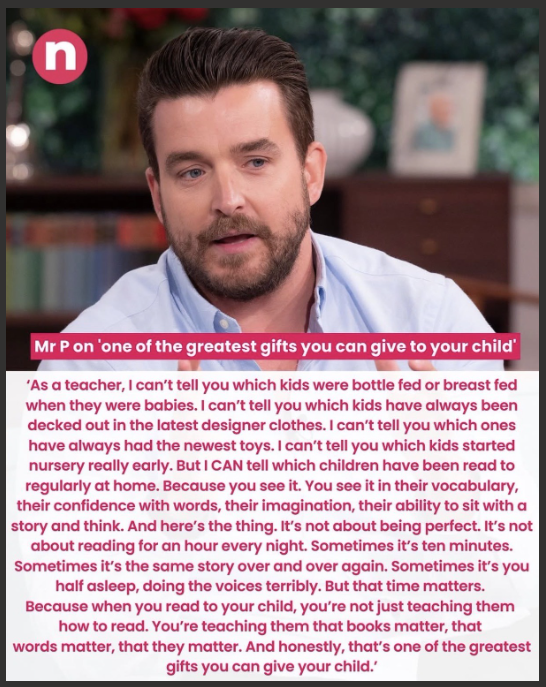 n
Mr P on 'one of the greatest gifts you can give to your child'
‘As a teacher, I can’t tell you which kids were bottle fed or breast fed
when they were babies. I can’t tell you which kids have always been
decked out in the latest designer clothes. I can’t tell you which ones
have always had the newest toys. I can’t tell you which kids started
nursery really early. But I CAN tell which children have been read to
regularly at home. Because you see it. You see it in their vocabulary,
their confidence with words, their imagination, their ability to sit with a
story and think. And here’s the thing. It’s not about being perfect. It’s not
about reading for an hour every night. Sometimes it’s ten minutes.
Sometimes it’s the same story over and over again. Sometimes it’s you
half asleep, doing the voices terribly. But that time matters.
Because when you read to your child, you’re not just teaching them
how to read. You’re teaching them that books matter, that
words matter, that they matter. And honestly, that’s one of the greatest
gifts you can give your child.’